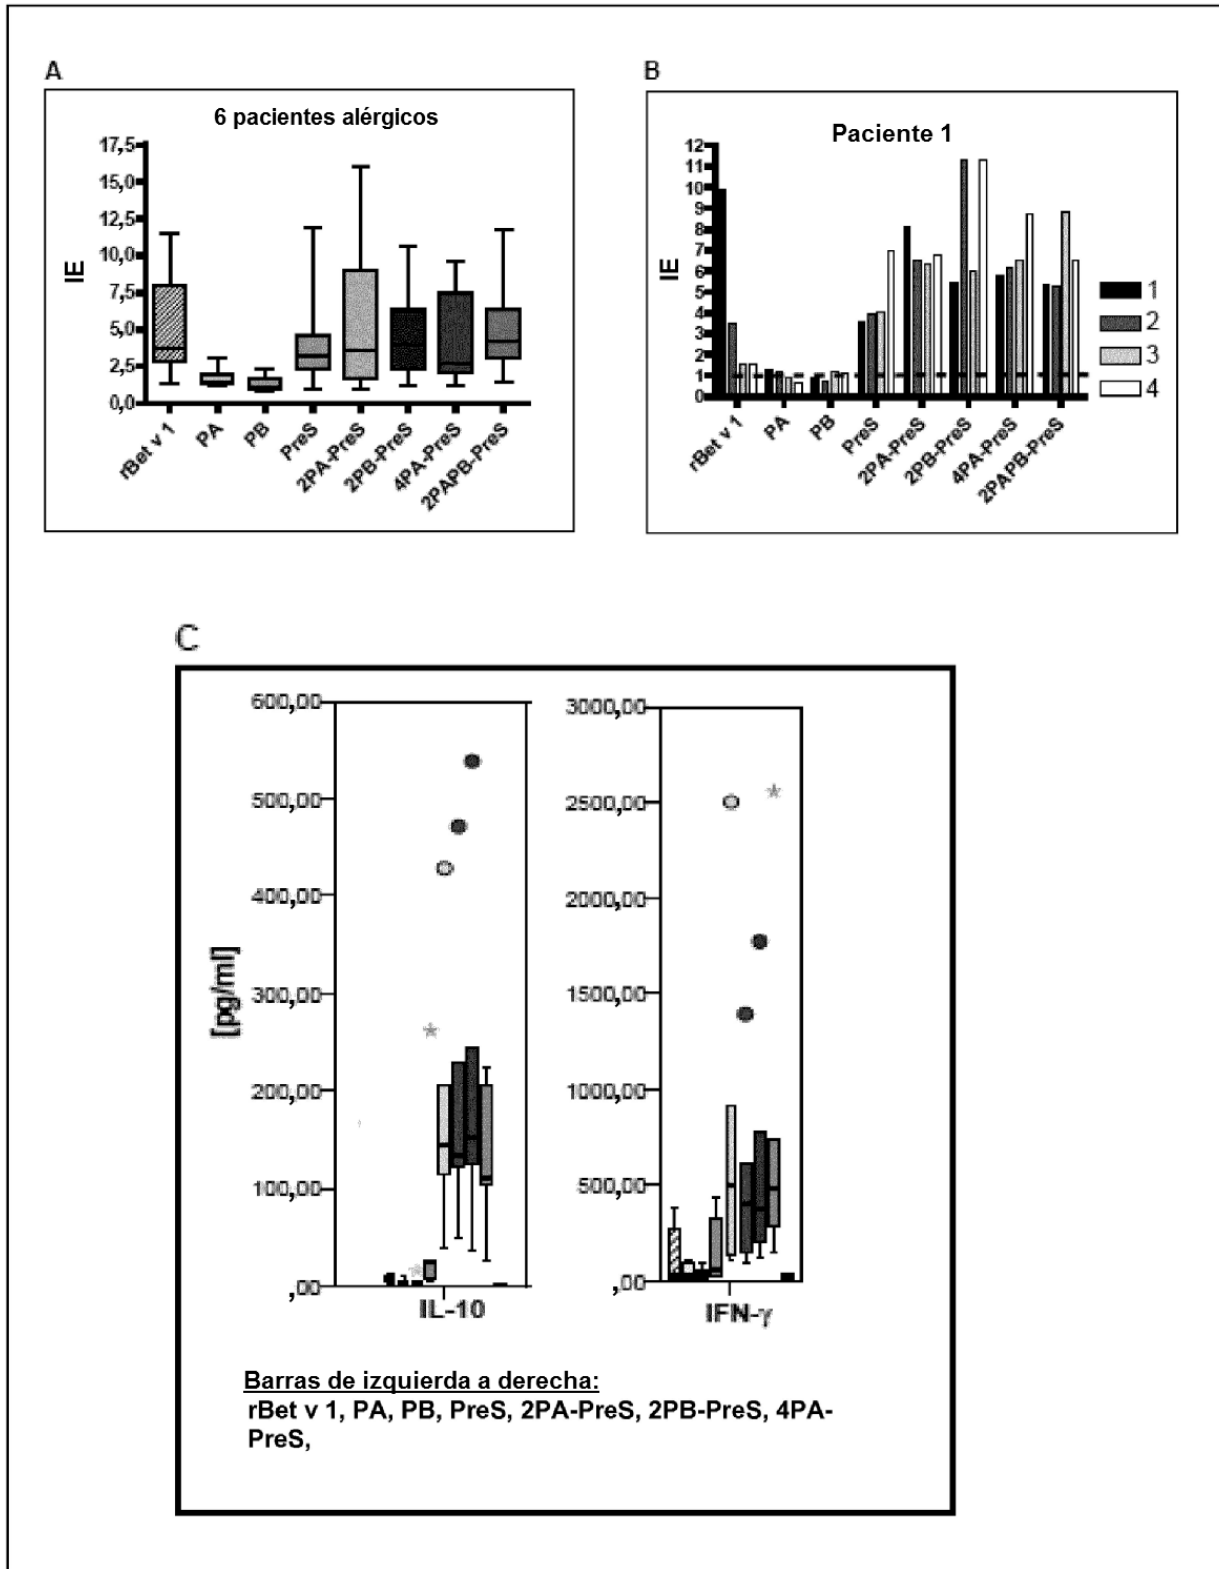 A
6 pacientes alérgicos
IE
17,5
15,0
12,5
10,0
7,5
5,0
2,5
0,0
rBet v 1
PA
PB
PreS
2PA-PreS
2PB-PreS
4PA-PreS
2PAPB-PreS
B
Paciente 1
IE
12
11
10
9
8
7
6
5
4
3
2
1
0
rBet v 1
PA
PB
PreS
2PA-PreS
2PB-PreS
4PA-PreS
2PAPB-PreS
1
2
3
4
C
[pg/ml]
600,00
500,00
400,00
300,00
200,00
100,00
,00
IL-10
3000,00
2500,00
2000,00
1500,00
1000,00
500,00
,00
IFN-γ
Barras de izquierda a derecha:
rBet v 1, PA, PB, PreS, 2PA-PreS, 2PB-PreS, 4PA-
PreS,